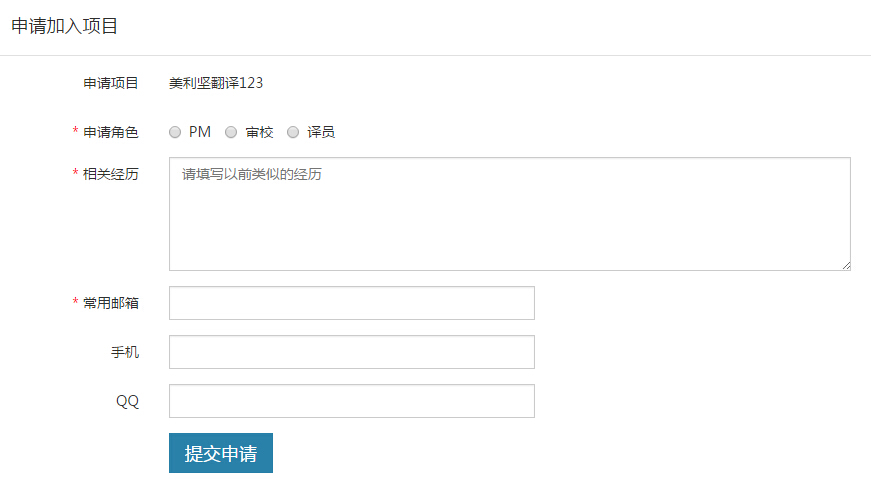 申请加入项目
申请项目 美利坚翻译123
* 申请角色 PM 审校 译员
* 相关经历 请填写以前类似的经历
* 常用邮箱
手机
QQ
提交申请